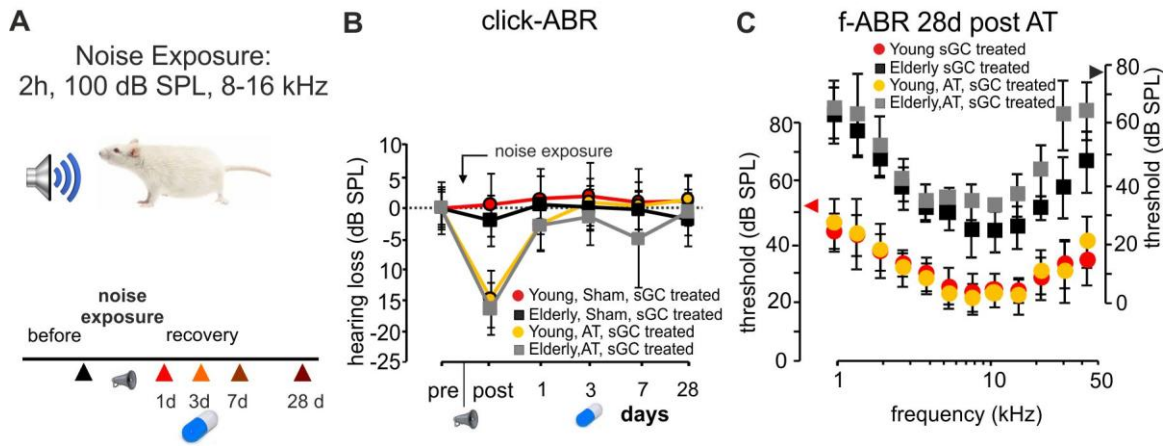 A
Noise Exposure:
2h, 100 dB SPL, 8-16 kHz
noise
exposure
before
recovery
1d
3d
7d
28 d
B
click-ABR
noise exposure
hearing loss (dB SPL)
10
5
0
-5
-10
-15
-20
-25
Young, Sham, sGC treated
Elderly, Sham, sGC treated
Young, AT, sGC treated
Elderly,AT, sGC treated
pre
post
1
3
7
28
days
C
f-ABR 28d post AT
Young sGC treated
Elderly sGC treated
Young, AT, sGC treated
Elderly,AT, sGC treated
threshold (dB SPL)
80
60
40
20
0
80
60
40
20
0
threshold (dB SPL)
1
10
50
frequency (kHz)